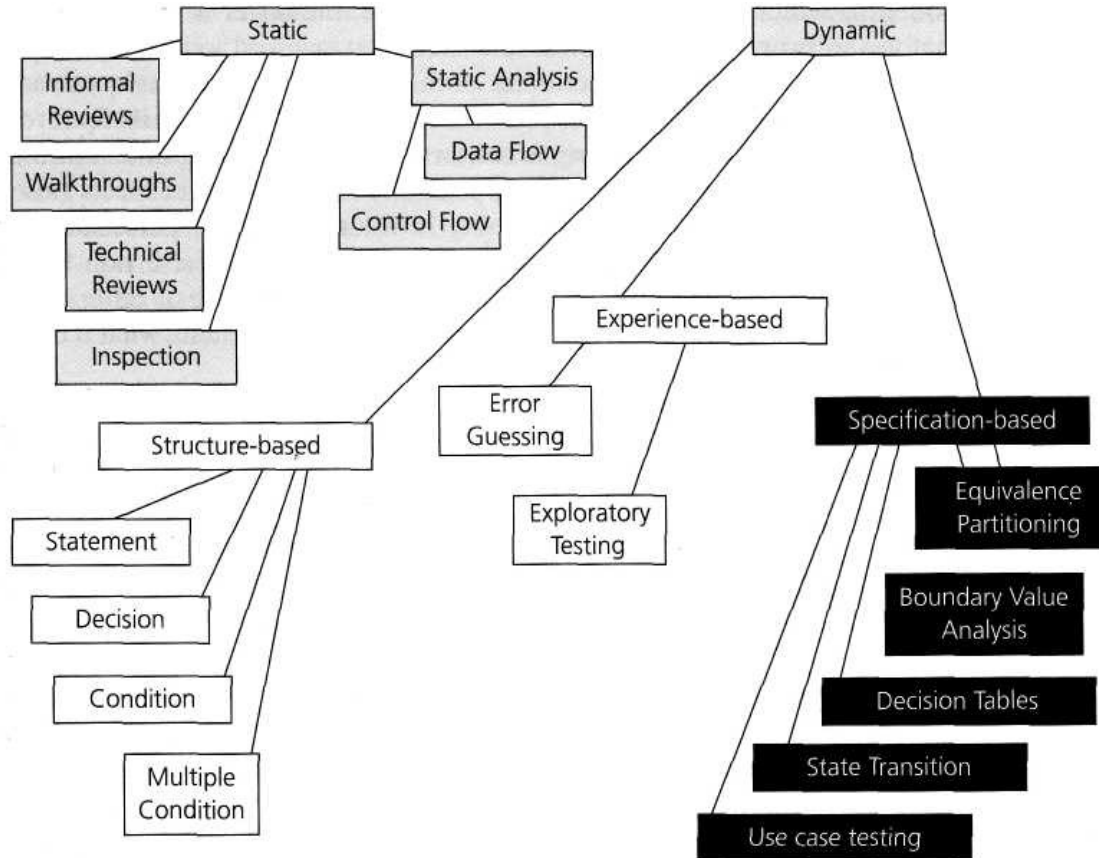 Static
Informal
Reviews
Walkthroughs
Technical
Reviews
Inspection
Static Analysis
Data Flow
Control Flow
Dynamic
Structure-based
Statement
Decision
Condition
Multiple
Condition
Experience-based
Error
Guessing
Exploratory
Testing
Specification-based
Equivalence
Partitioning
Boundary Value
Analysis
Decision Tables
State Transition
Use case testing